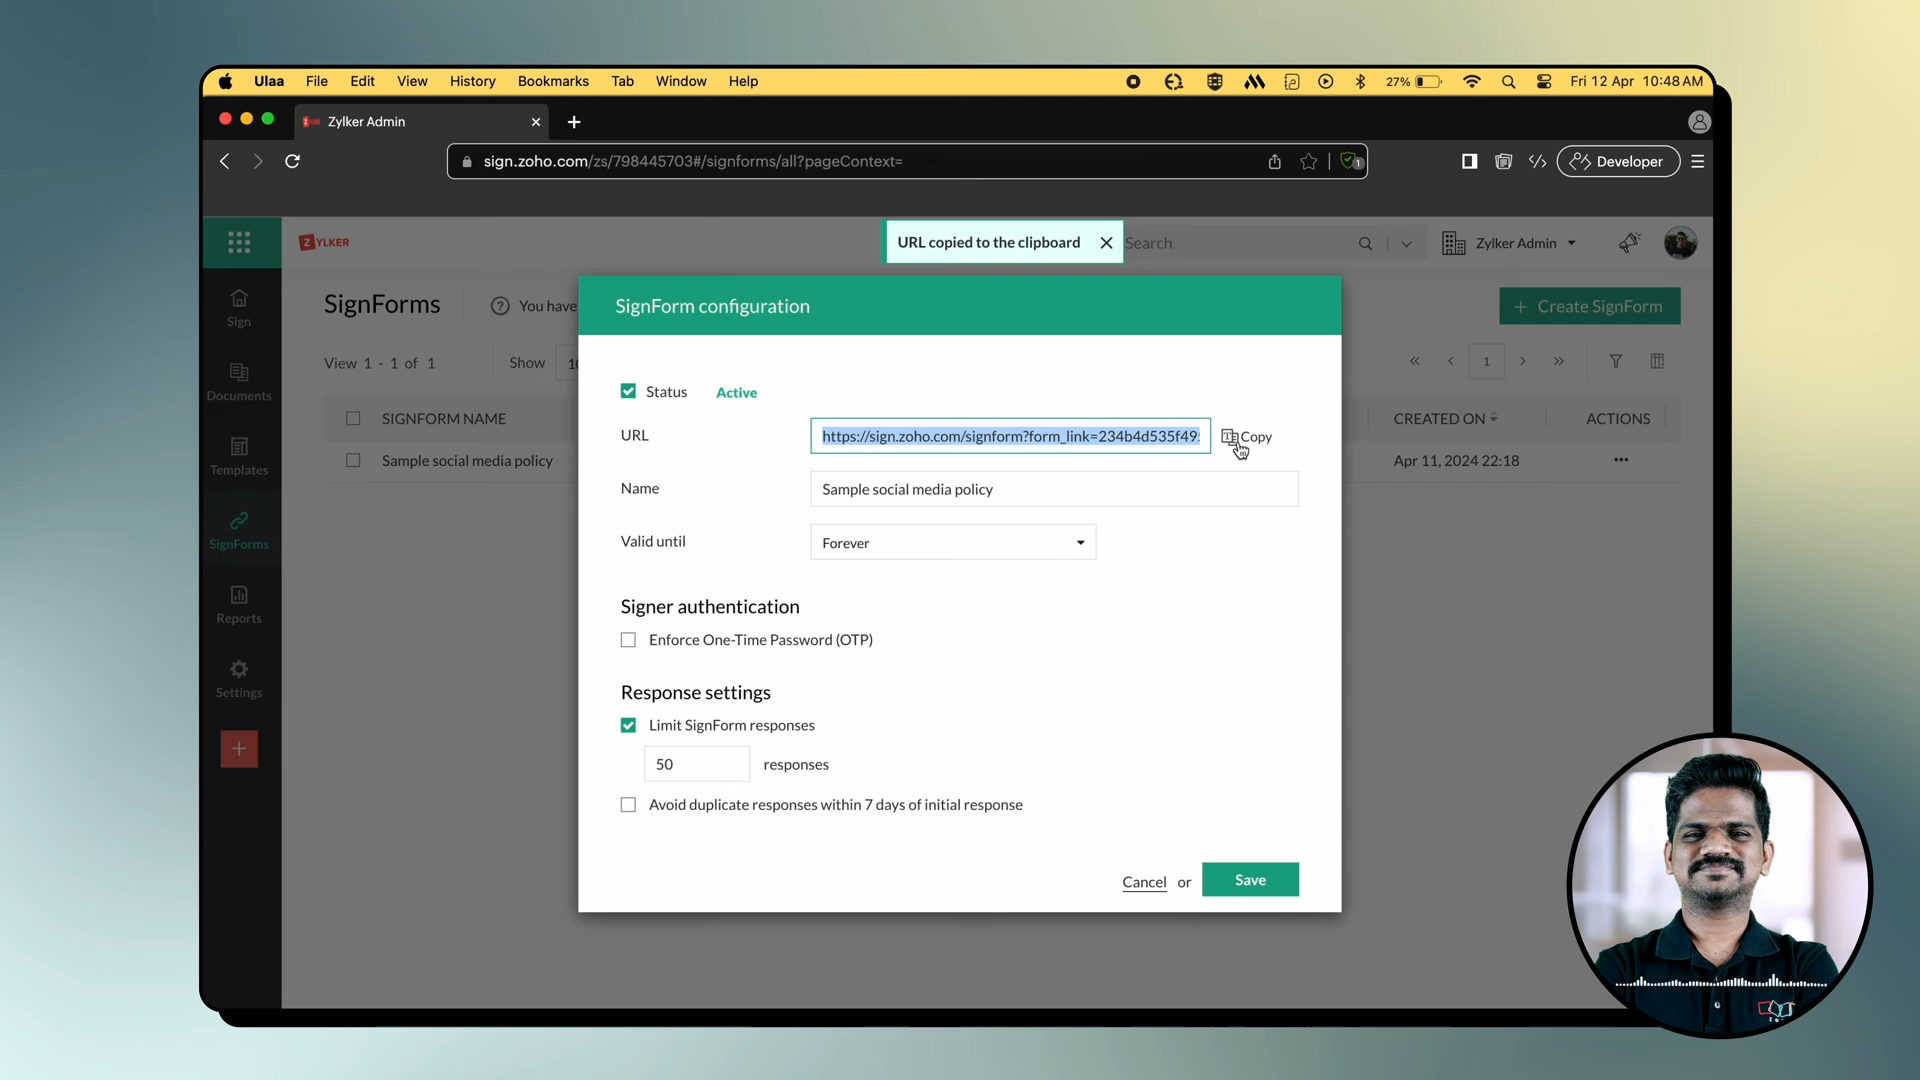 Ulaa File Edit View History Bookmarks Tab Window Help 27% Fri 12 Apr 10:48 AM
Zylker Admin
sign.zoho.com/zs/798445703#/signforms/all?pageContext= 1 Developer
ZYLKER URL copied to the clipboard Search Zylker Admin
SignForms ? You have SignForm configuration + Create SignForm
Sign
View 1 - 1 of 1 Show 10 1
Documents
Status Active
SIGNFORM NAME CREATED ON ACTIONS
URL https://sign.zoho.com/signform?form_link=234b4d535f49 Copy
Sample social media policy Apr 11, 2024 22:18
Templates
Name Sample social media policy
SignForms
Valid until Forever
Signer authentication
Reports
Enforce One-Time Password (OTP)
Response settings
Settings
Limit SignForm responses
50 responses
Avoid duplicate responses within 7 days of initial response
Cancel or Save